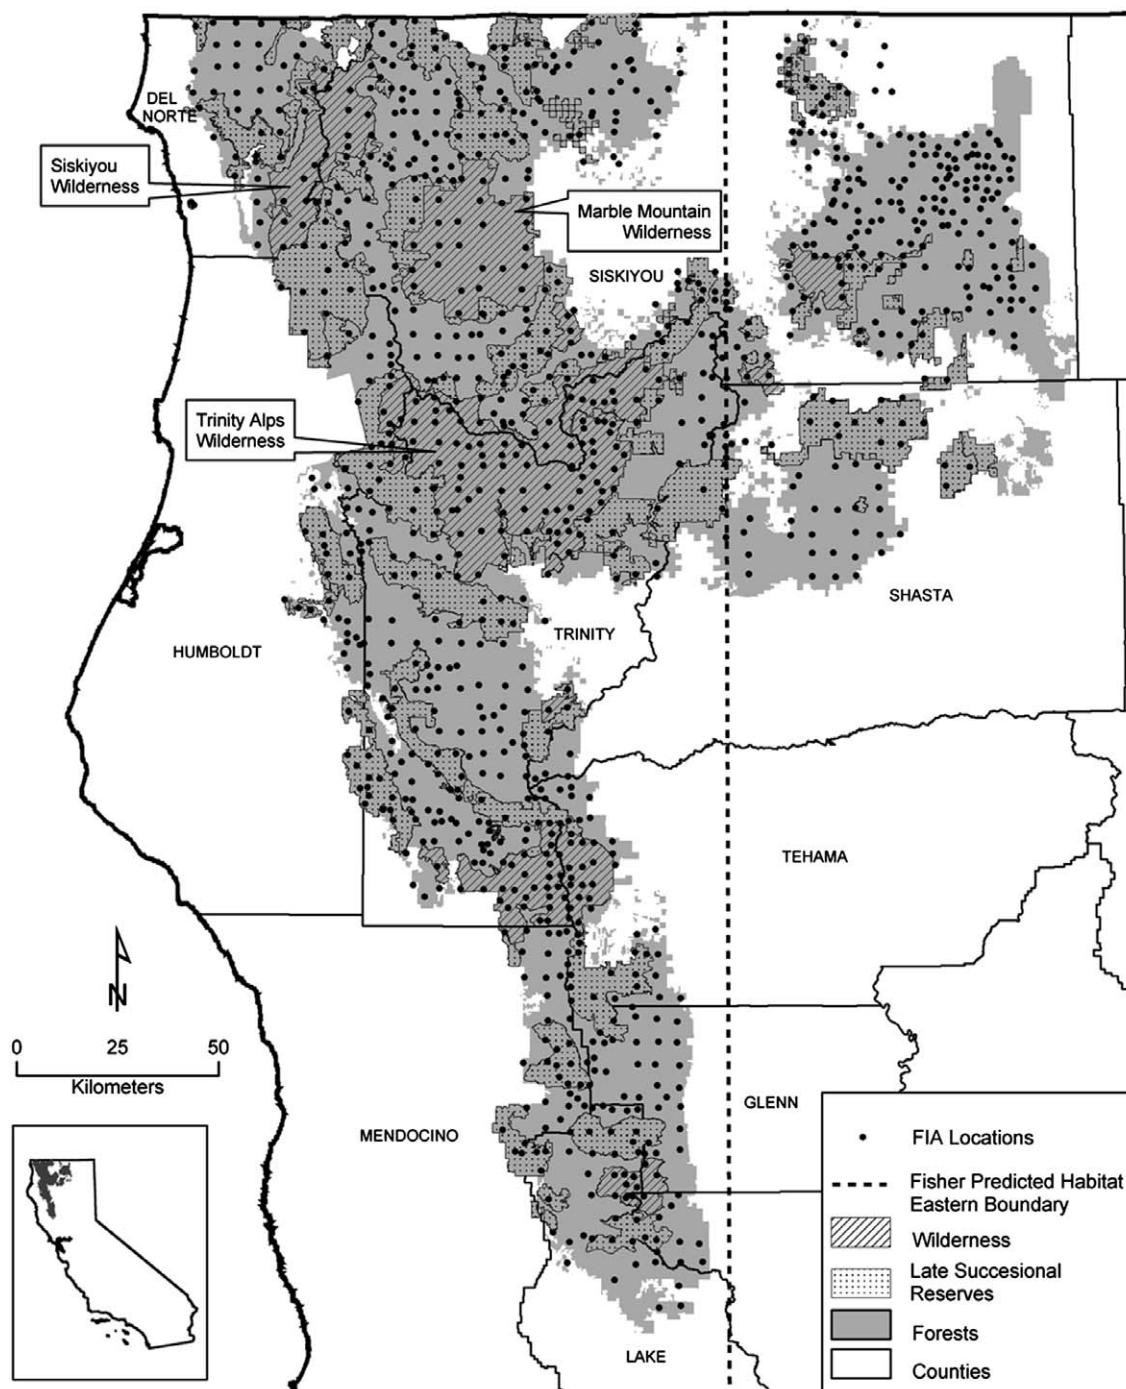 DEL
NORTE
Siskiyou
Wilderness
Marble Mountain
Wilderness
SISKIYOU
Trinity Alps
Wilderness
SHASTA
TRINITY
HUMBOLDT
TEHAMA
N
0 25 50
Kilometers
GLENN
MENDOCINO
LAKE
FIA Locations
Fisher Predicted Habitat
Eastern Boundary
Wilderness
Late Succesional
Reserves
Forests
Counties